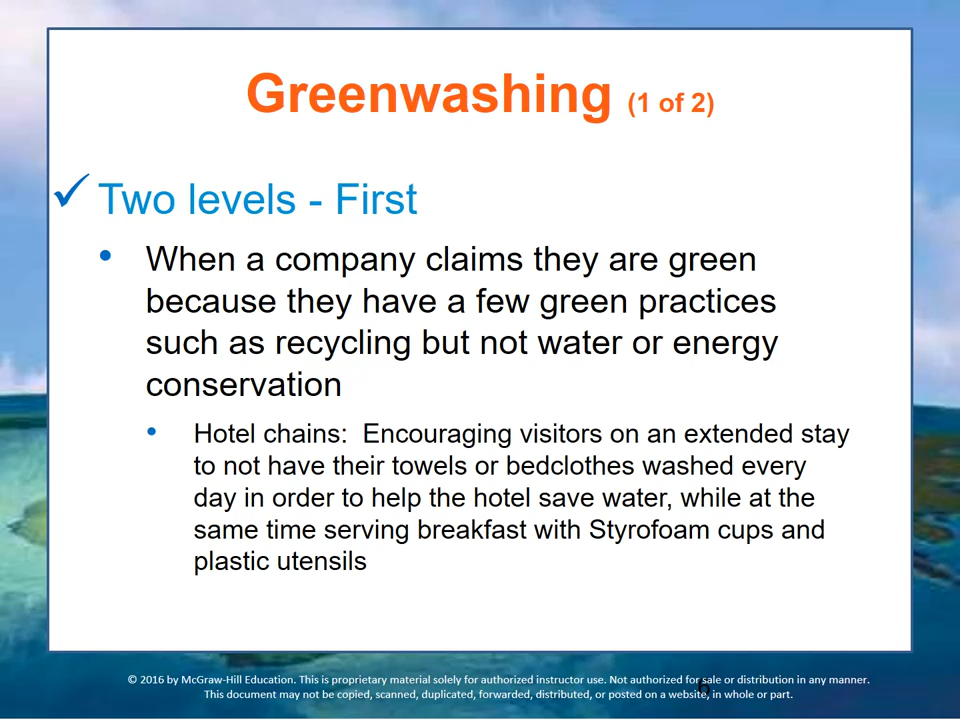 Greenwashing (1 of 2)
Two levels - First
When a company claims they are green
because they have a few green practices
such as recycling but not water or energy
conservation
Hotel chains: Encouraging visitors on an extended stay
to not have their towels or bedclothes washed every
day in order to help the hotel save water, while at the
same time serving breakfast with Styrofoam cups and
plastic utensils
© 2016 by McGraw-Hill Education. This is proprietary material solely for authorized instructor use. Not authorized for sale or distribution in any manner.
This document may not be copied, scanned, duplicated, forwarded, distributed, or posted on a website, in whole or part.
6